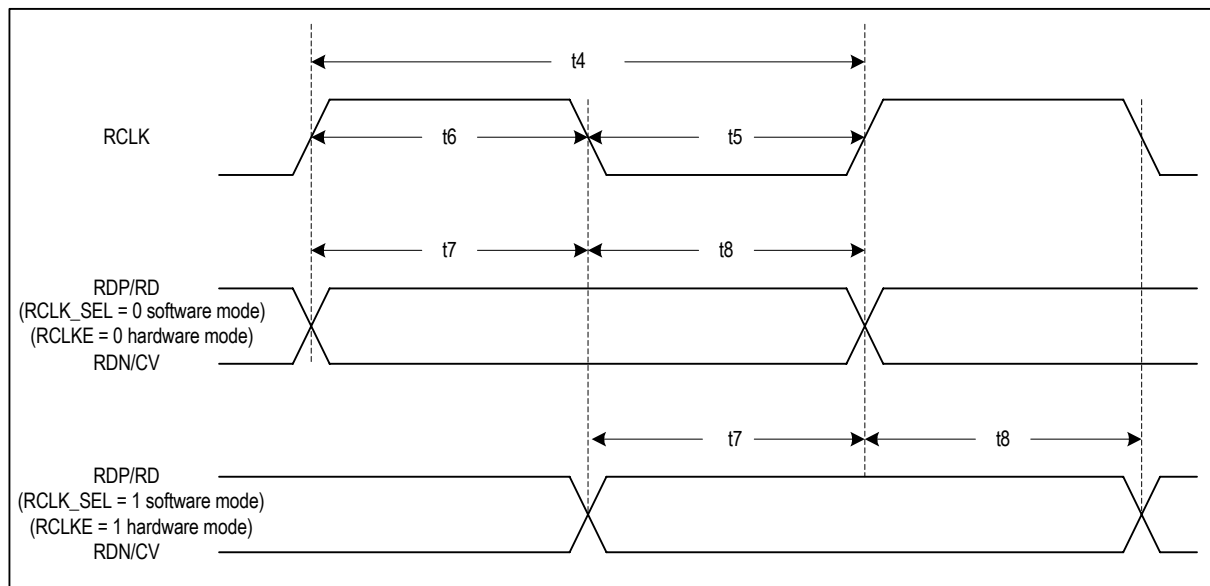 t4
RCLK
t6
t5
t7
t8
RDP/RD
(RCLK_SEL = 0 software mode)
(RCLKE = 0 hardware mode)
RDN/CV
t7
t8
RDP/RD
(RCLK_SEL = 1 software mode)
(RCLKE = 1 hardware mode)
RDN/CV